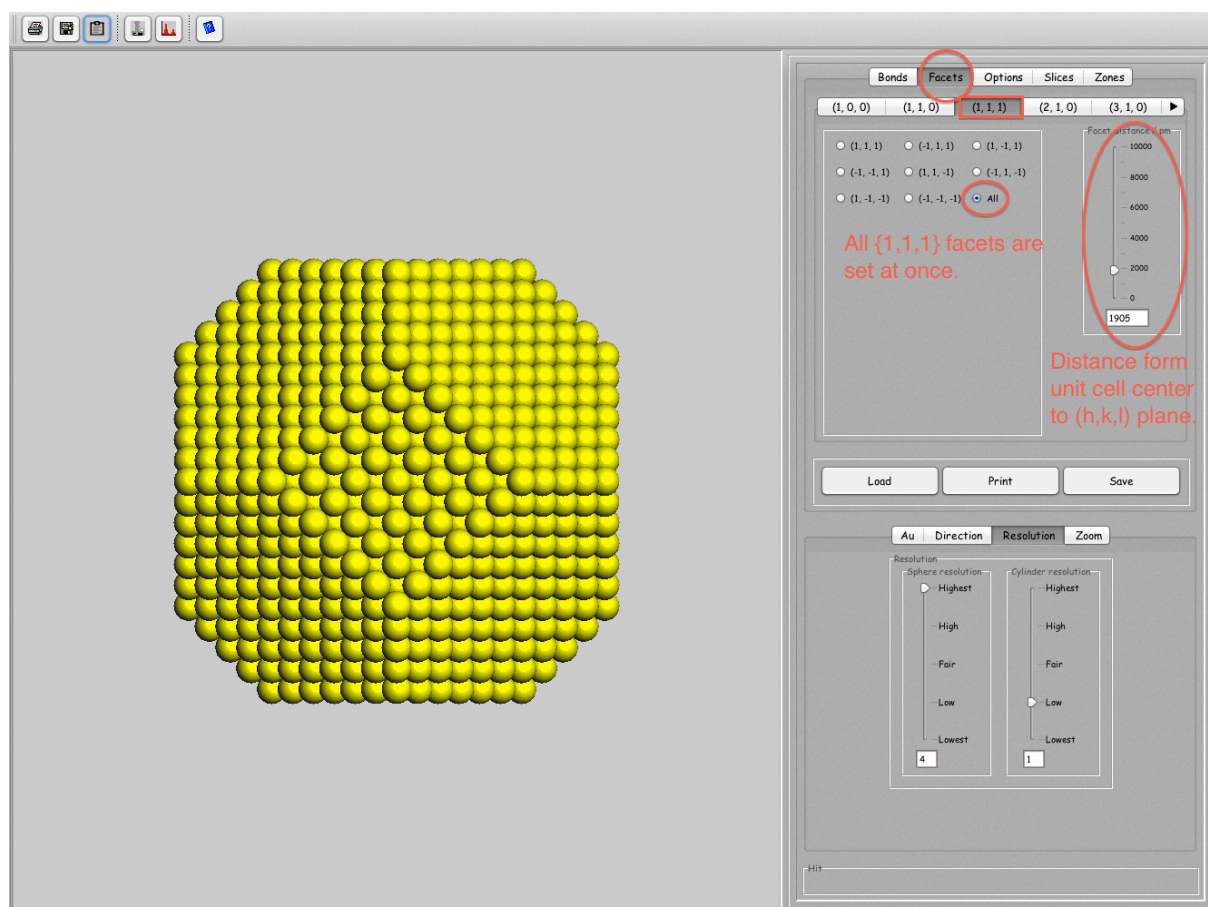 Bonds Facets Options Slices Zones
(1, 0, 0) (1, 1, 0) (1, 1, 1) (2, 1, 0) (3, 1, 0)
Facet distance / pm
(1, 1, 1) (-1, 1, 1) (1, -1, 1)
(-1, -1, 1) (1, 1, -1) (-1, 1, -1)
(1, -1, -1) (-1, -1, -1) All
10000
8000
6000
4000
2000
0
1905
All {1,1,1} facets are
set at once.
Distance form
unit cell center
to (h,k,l) plane.
Load Print Save
Au Direction Resolution Zoom
Resolution
Sphere resolution
Highest
High
Fair
Low
Lowest
4
Cylinder resolution
Highest
High
Fair
Low
Lowest
1
Hit